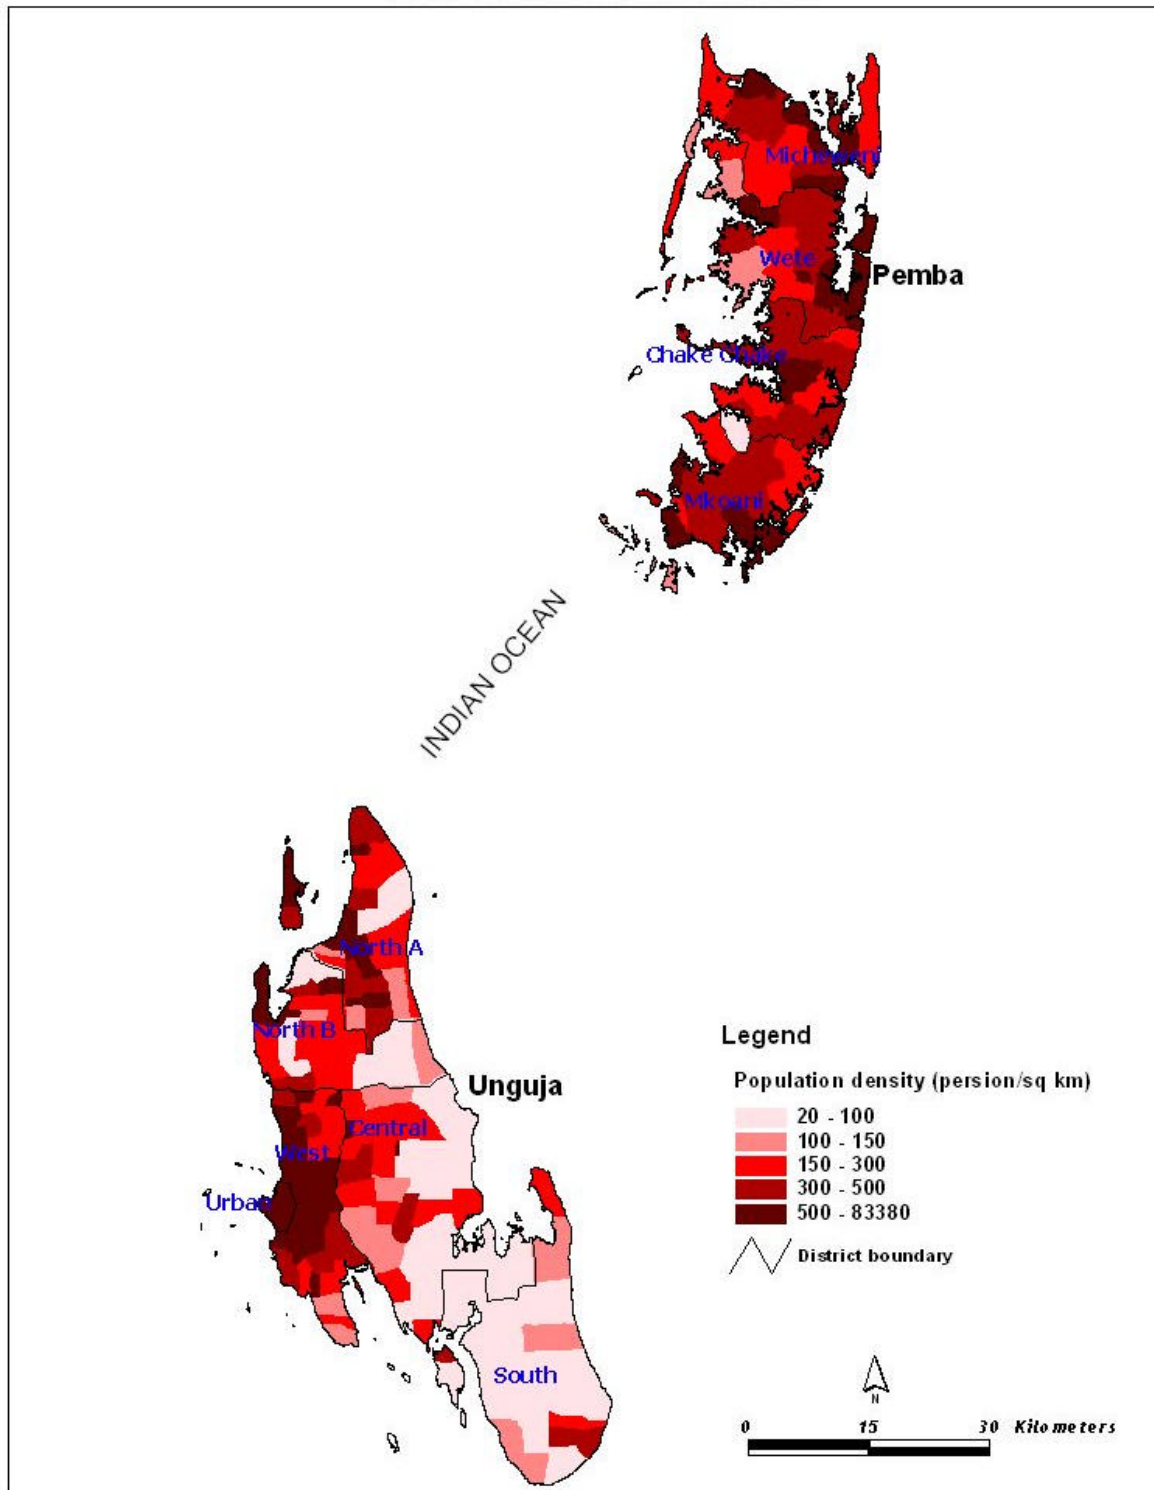 Micheweni
Wete
Pemba
Chake Chake
Mkoani
INDIAN OCEAN
North A
North B
Unguja
Central
West
Urban
South
Legend
Population density (persion/sq km)
20 - 100
100 - 150
150 - 300
300 - 500
500 - 83380
District boundary
N
0 15 30 Kilometers